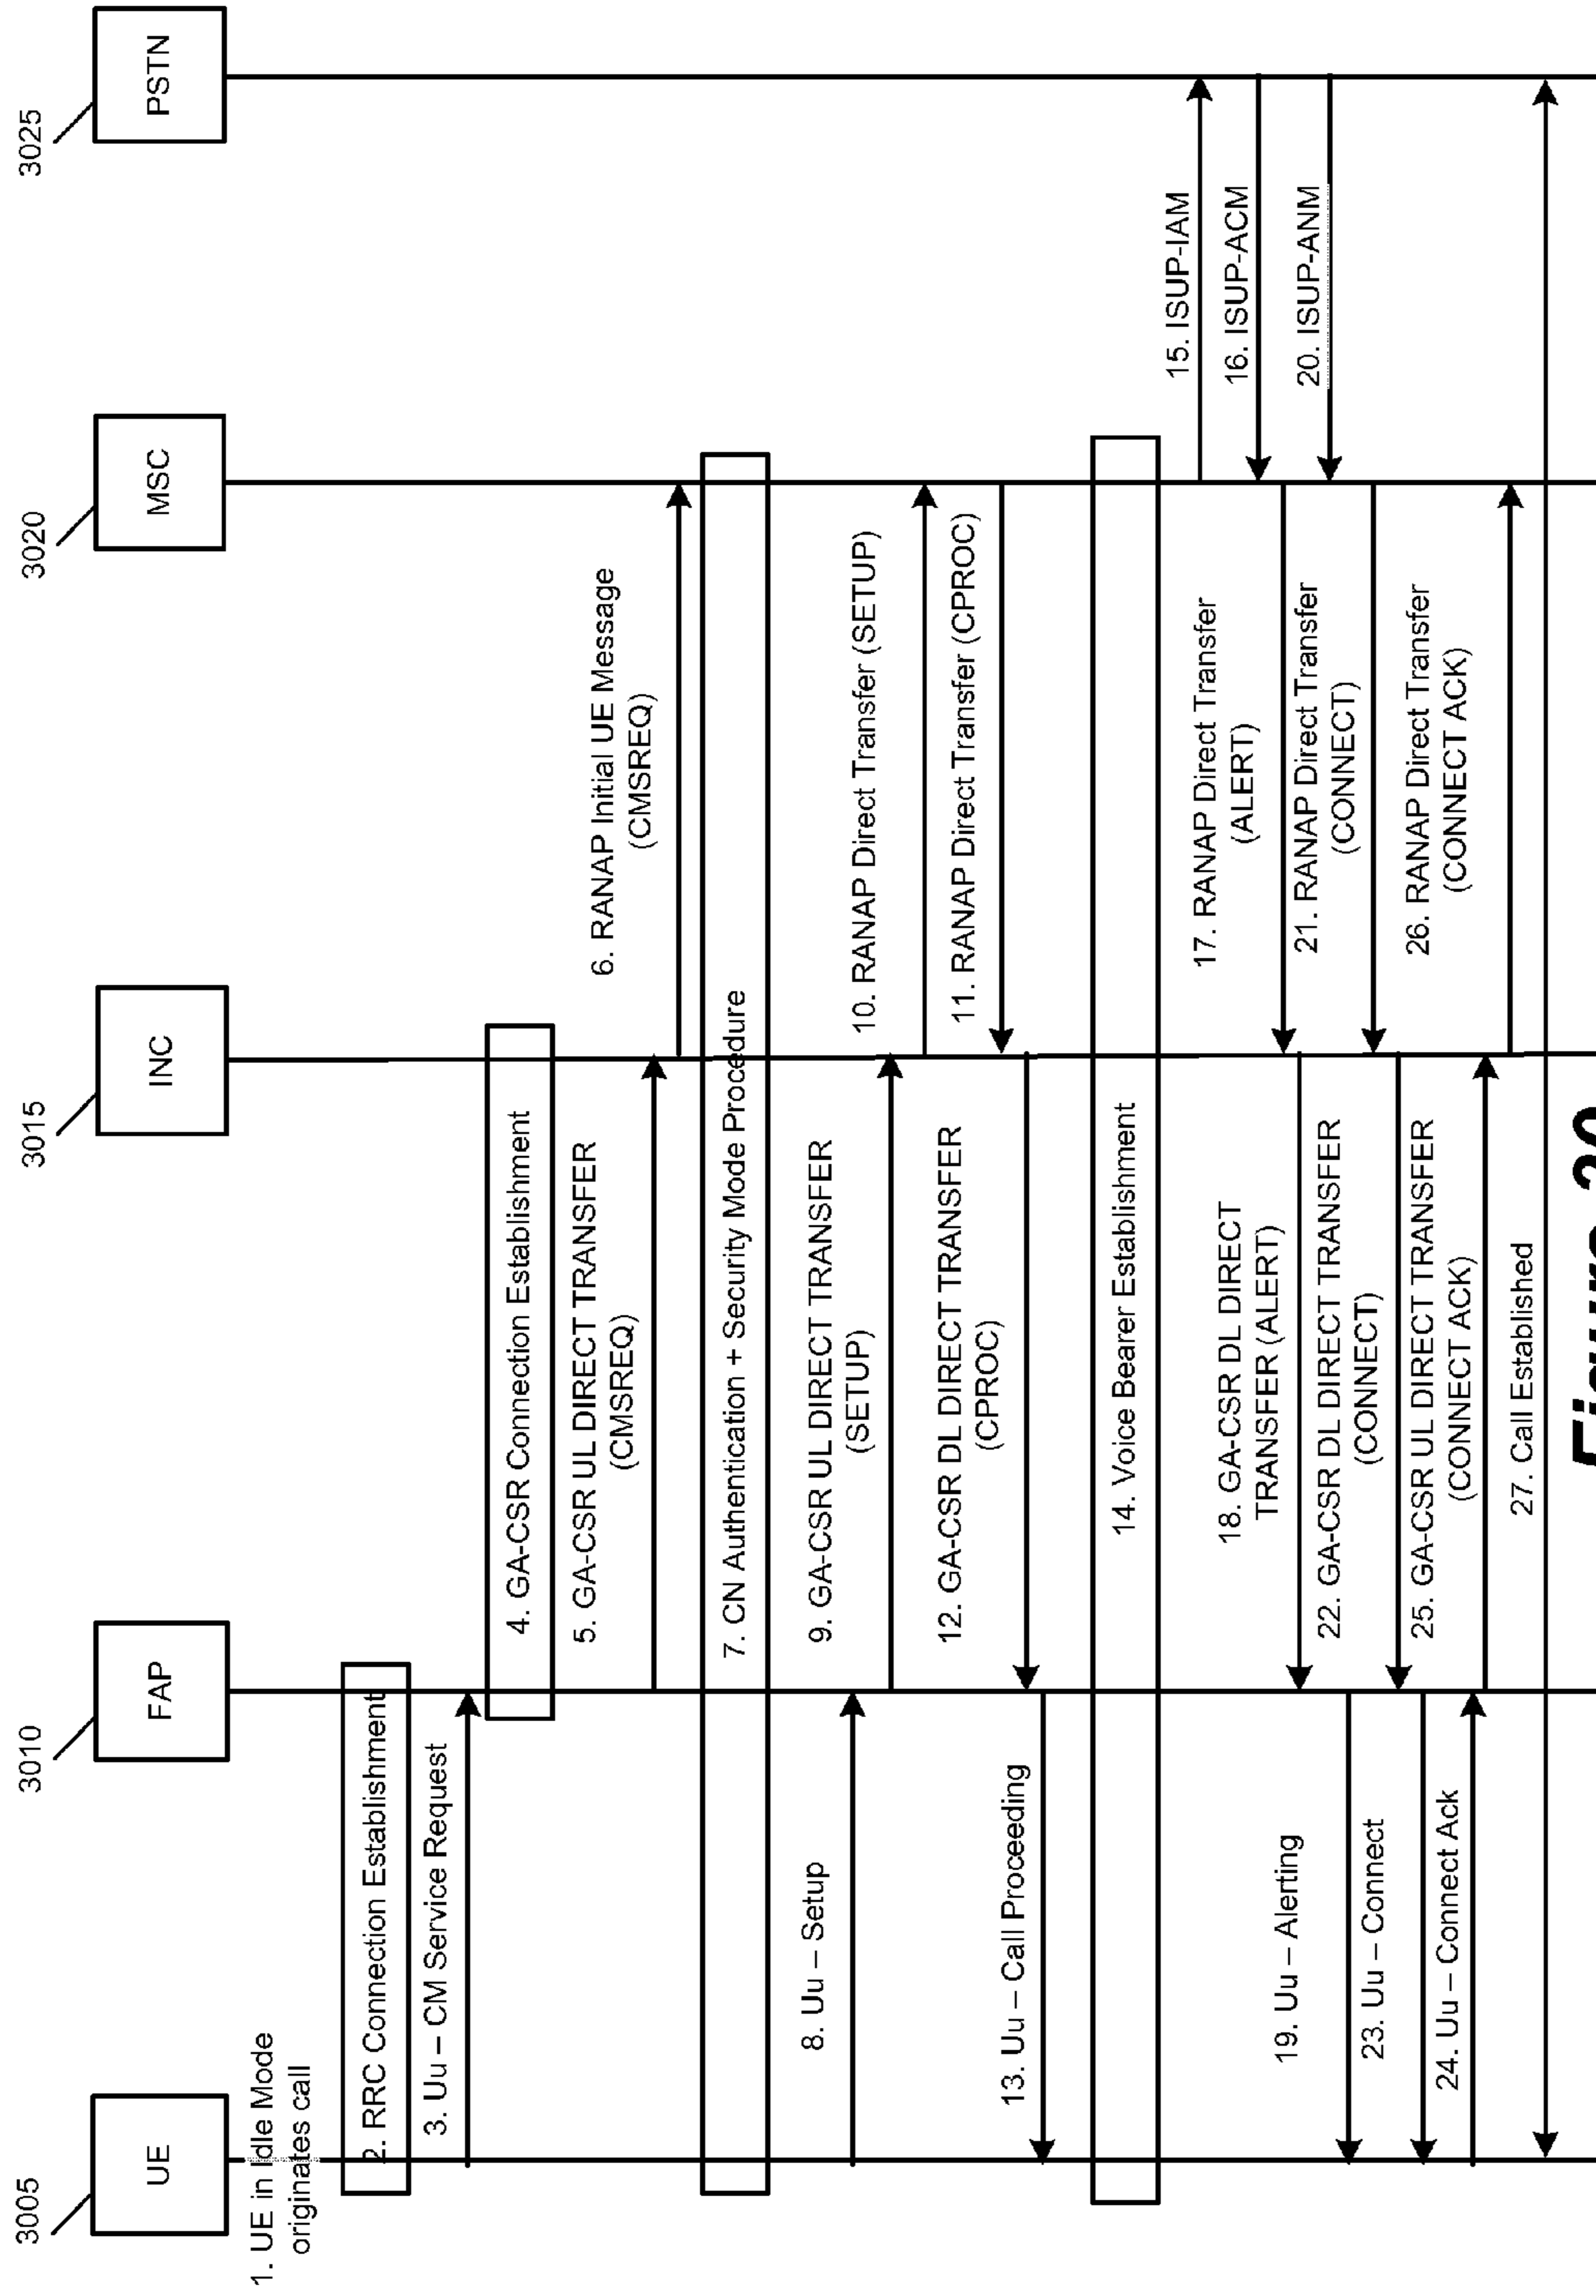 3005
3010
3015
3020
3025
UE
FAP
INC
MSC
PSTN
1. UE in Idle Mode
originates call
2. RRC Connection Establishment
3. Uu – CM Service Request
4. GA-CSR Connection Establishment
5. GA-CSR UL DIRECT TRANSFER
(CMSREQ)
6. RANAP Initial UE Message
(CMSREQ)
7. CN Authentication + Security Mode Procedure
8. Uu – Setup
9. GA-CSR UL DIRECT TRANSFER
(SETUP)
10. RANAP Direct Transfer (SETUP)
11. RANAP Direct Transfer (CPROC)
12. GA-CSR DL DIRECT TRANSFER
(CPROC)
13. Uu – Call Proceeding
14. Voice Bearer Establishment
15. ISUP-IAM
16. ISUP-ACM
17. RANAP Direct Transfer
(ALERT)
18. GA-CSR DL DIRECT
TRANSFER (ALERT)
19. Uu – Alerting
20. ISUP-ANM
21. RANAP Direct Transfer
(CONNECT)
22. GA-CSR DL DIRECT TRANSFER
(CONNECT)
23. Uu – Connect
24. Uu – Connect Ack
25. GA-CSR UL DIRECT TRANSFER
(CONNECT ACK)
26. RANAP Direct Transfer
(CONNECT ACK)
27. Call Established
Figure